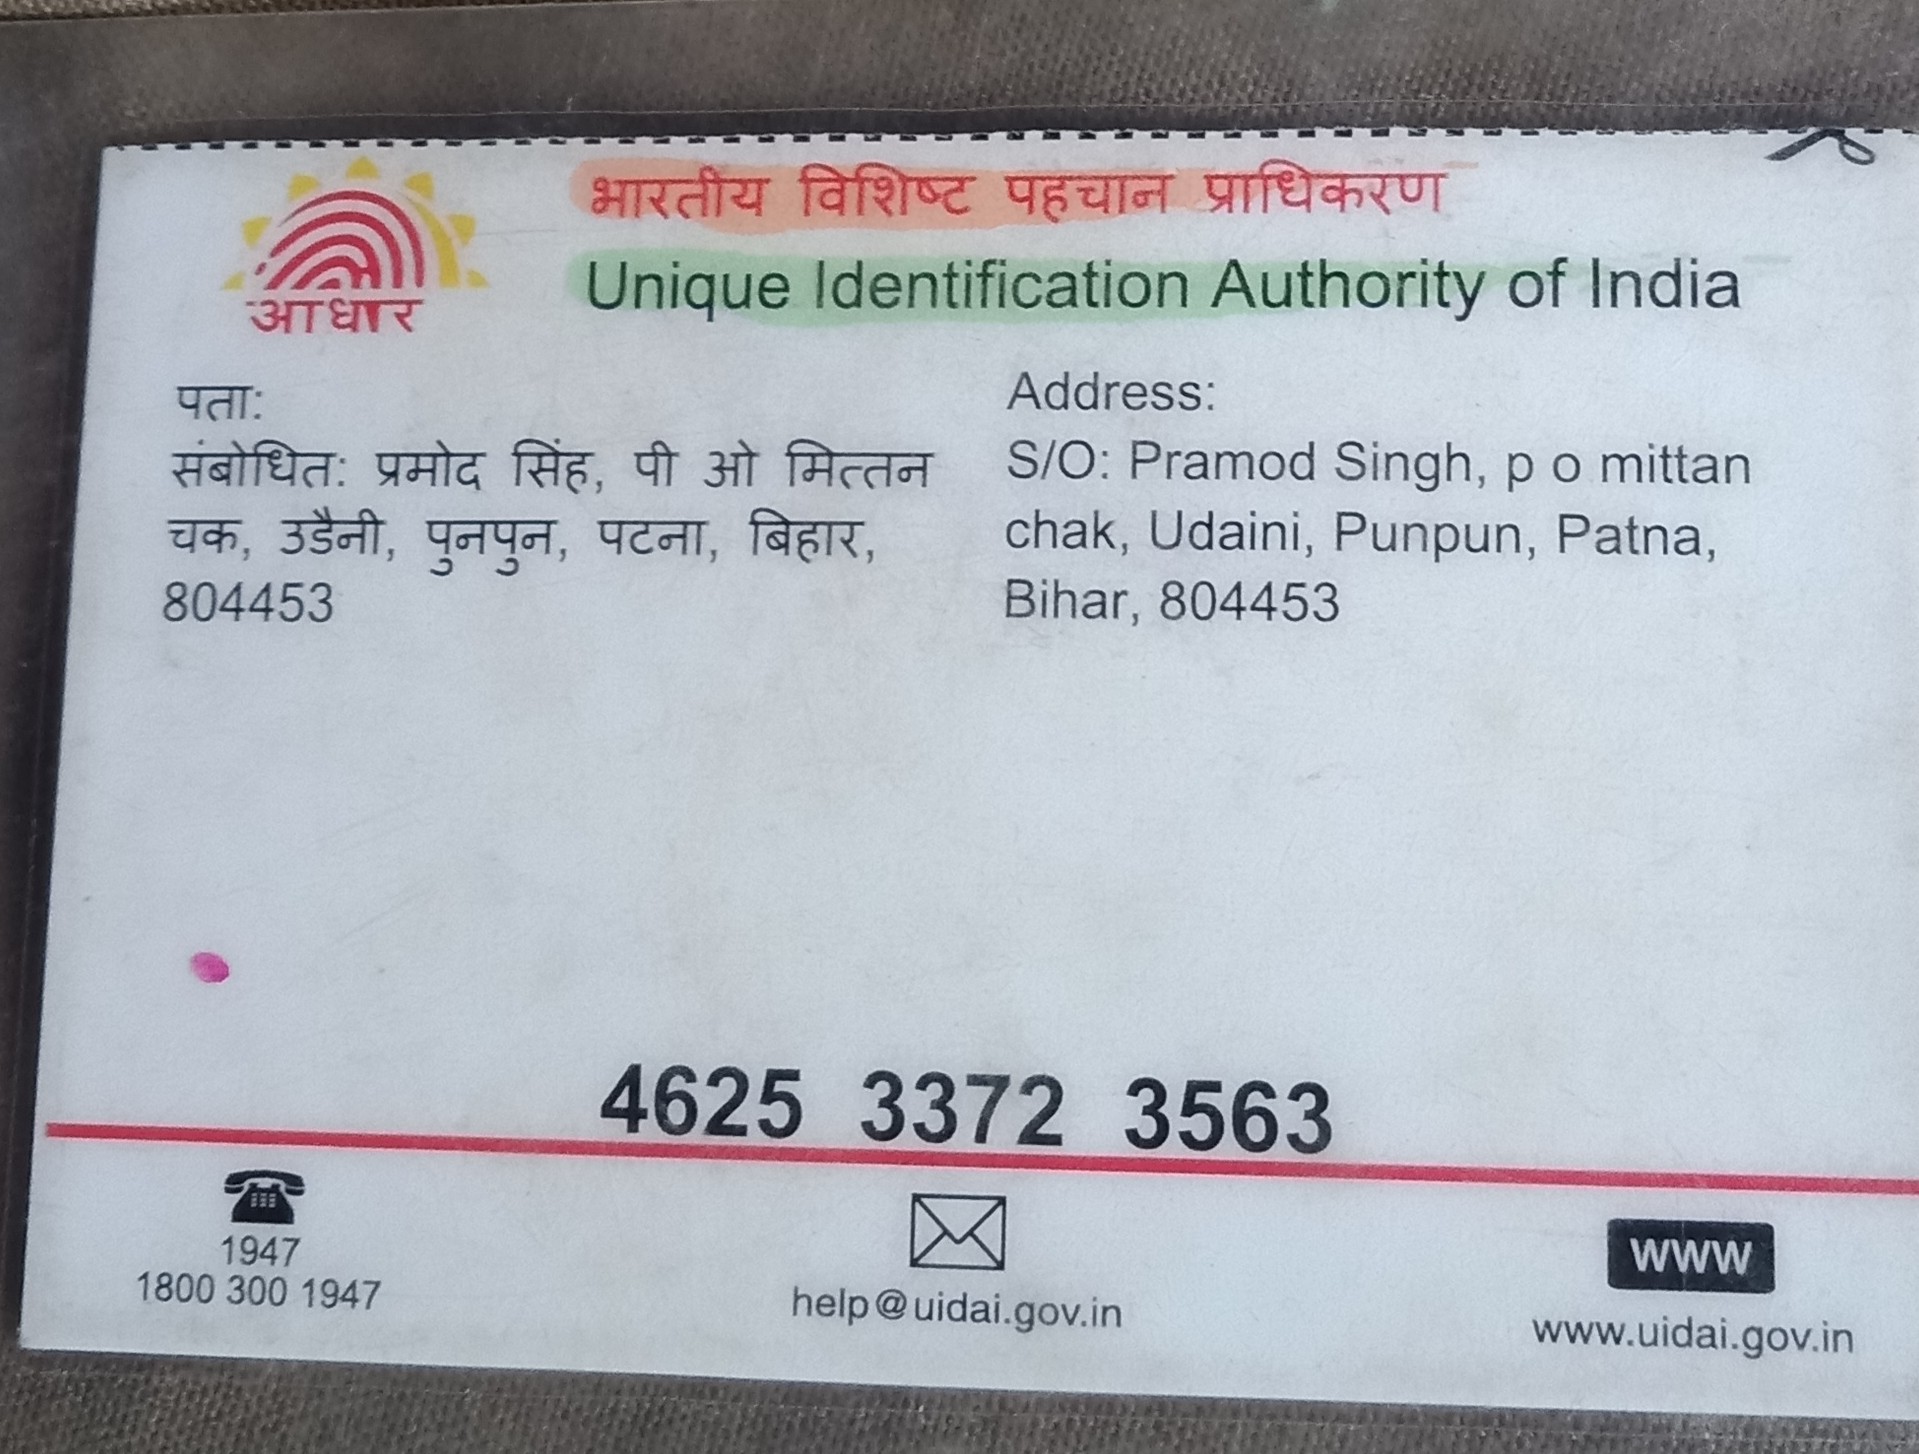 भारतीय विशिष्ट पहचान प्राधिकरण
Unique Identification Authority of India
आधार
पता:
संबोधित: प्रमोद सिंह, पी ओ मित्तन
चक, उडैनी, पुनपुन, पटना, बिहार,
804453
Address:
S/O: Pramod Singh, p o mittan
chak, Udaini, Punpun, Patna,
Bihar, 804453
4625 3372 3563
1947
1800 300 1947
help@uidai.gov.in
www
www.uidai.gov.in